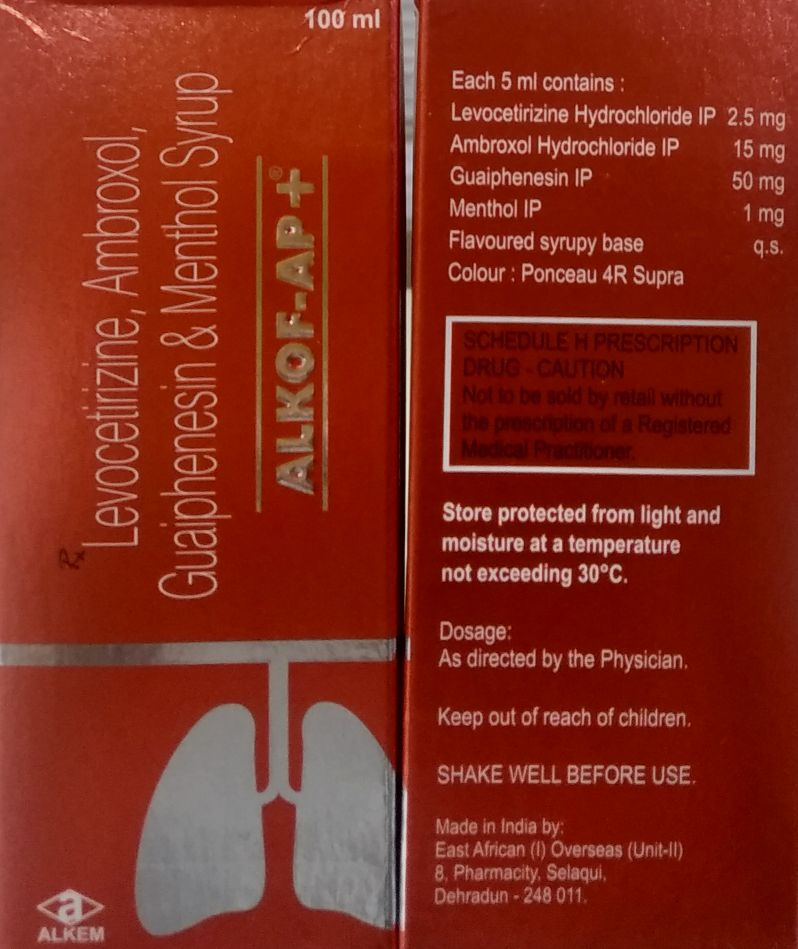 100 ml
Rx
Levocetirizine, Ambroxol,
Guaiphenesin & Menthol Syrup
ALKOF-AP+®
a
ALKEM
Each 5 ml contains :
Levocetirizine Hydrochloride IP 2.5 mg
Ambroxol Hydrochloride IP 15 mg
Guaiphenesin IP 50 mg
Menthol IP 1 mg
Flavoured syrupy base q.s.
Colour : Ponceau 4R Supra
SCHEDULE H PRESCRIPTION
DRUG - CAUTION
Not to be sold by retail without
the prescription of a Registered
Medical Practitioner.
Store protected from light and
moisture at a temperature
not exceeding 30°C.
Dosage:
As directed by the Physician.
Keep out of reach of children.
SHAKE WELL BEFORE USE.
Made in India by:
East African (I) Overseas (Unit-II)
8, Pharmacity, Selaqui,
Dehradun - 248 011.